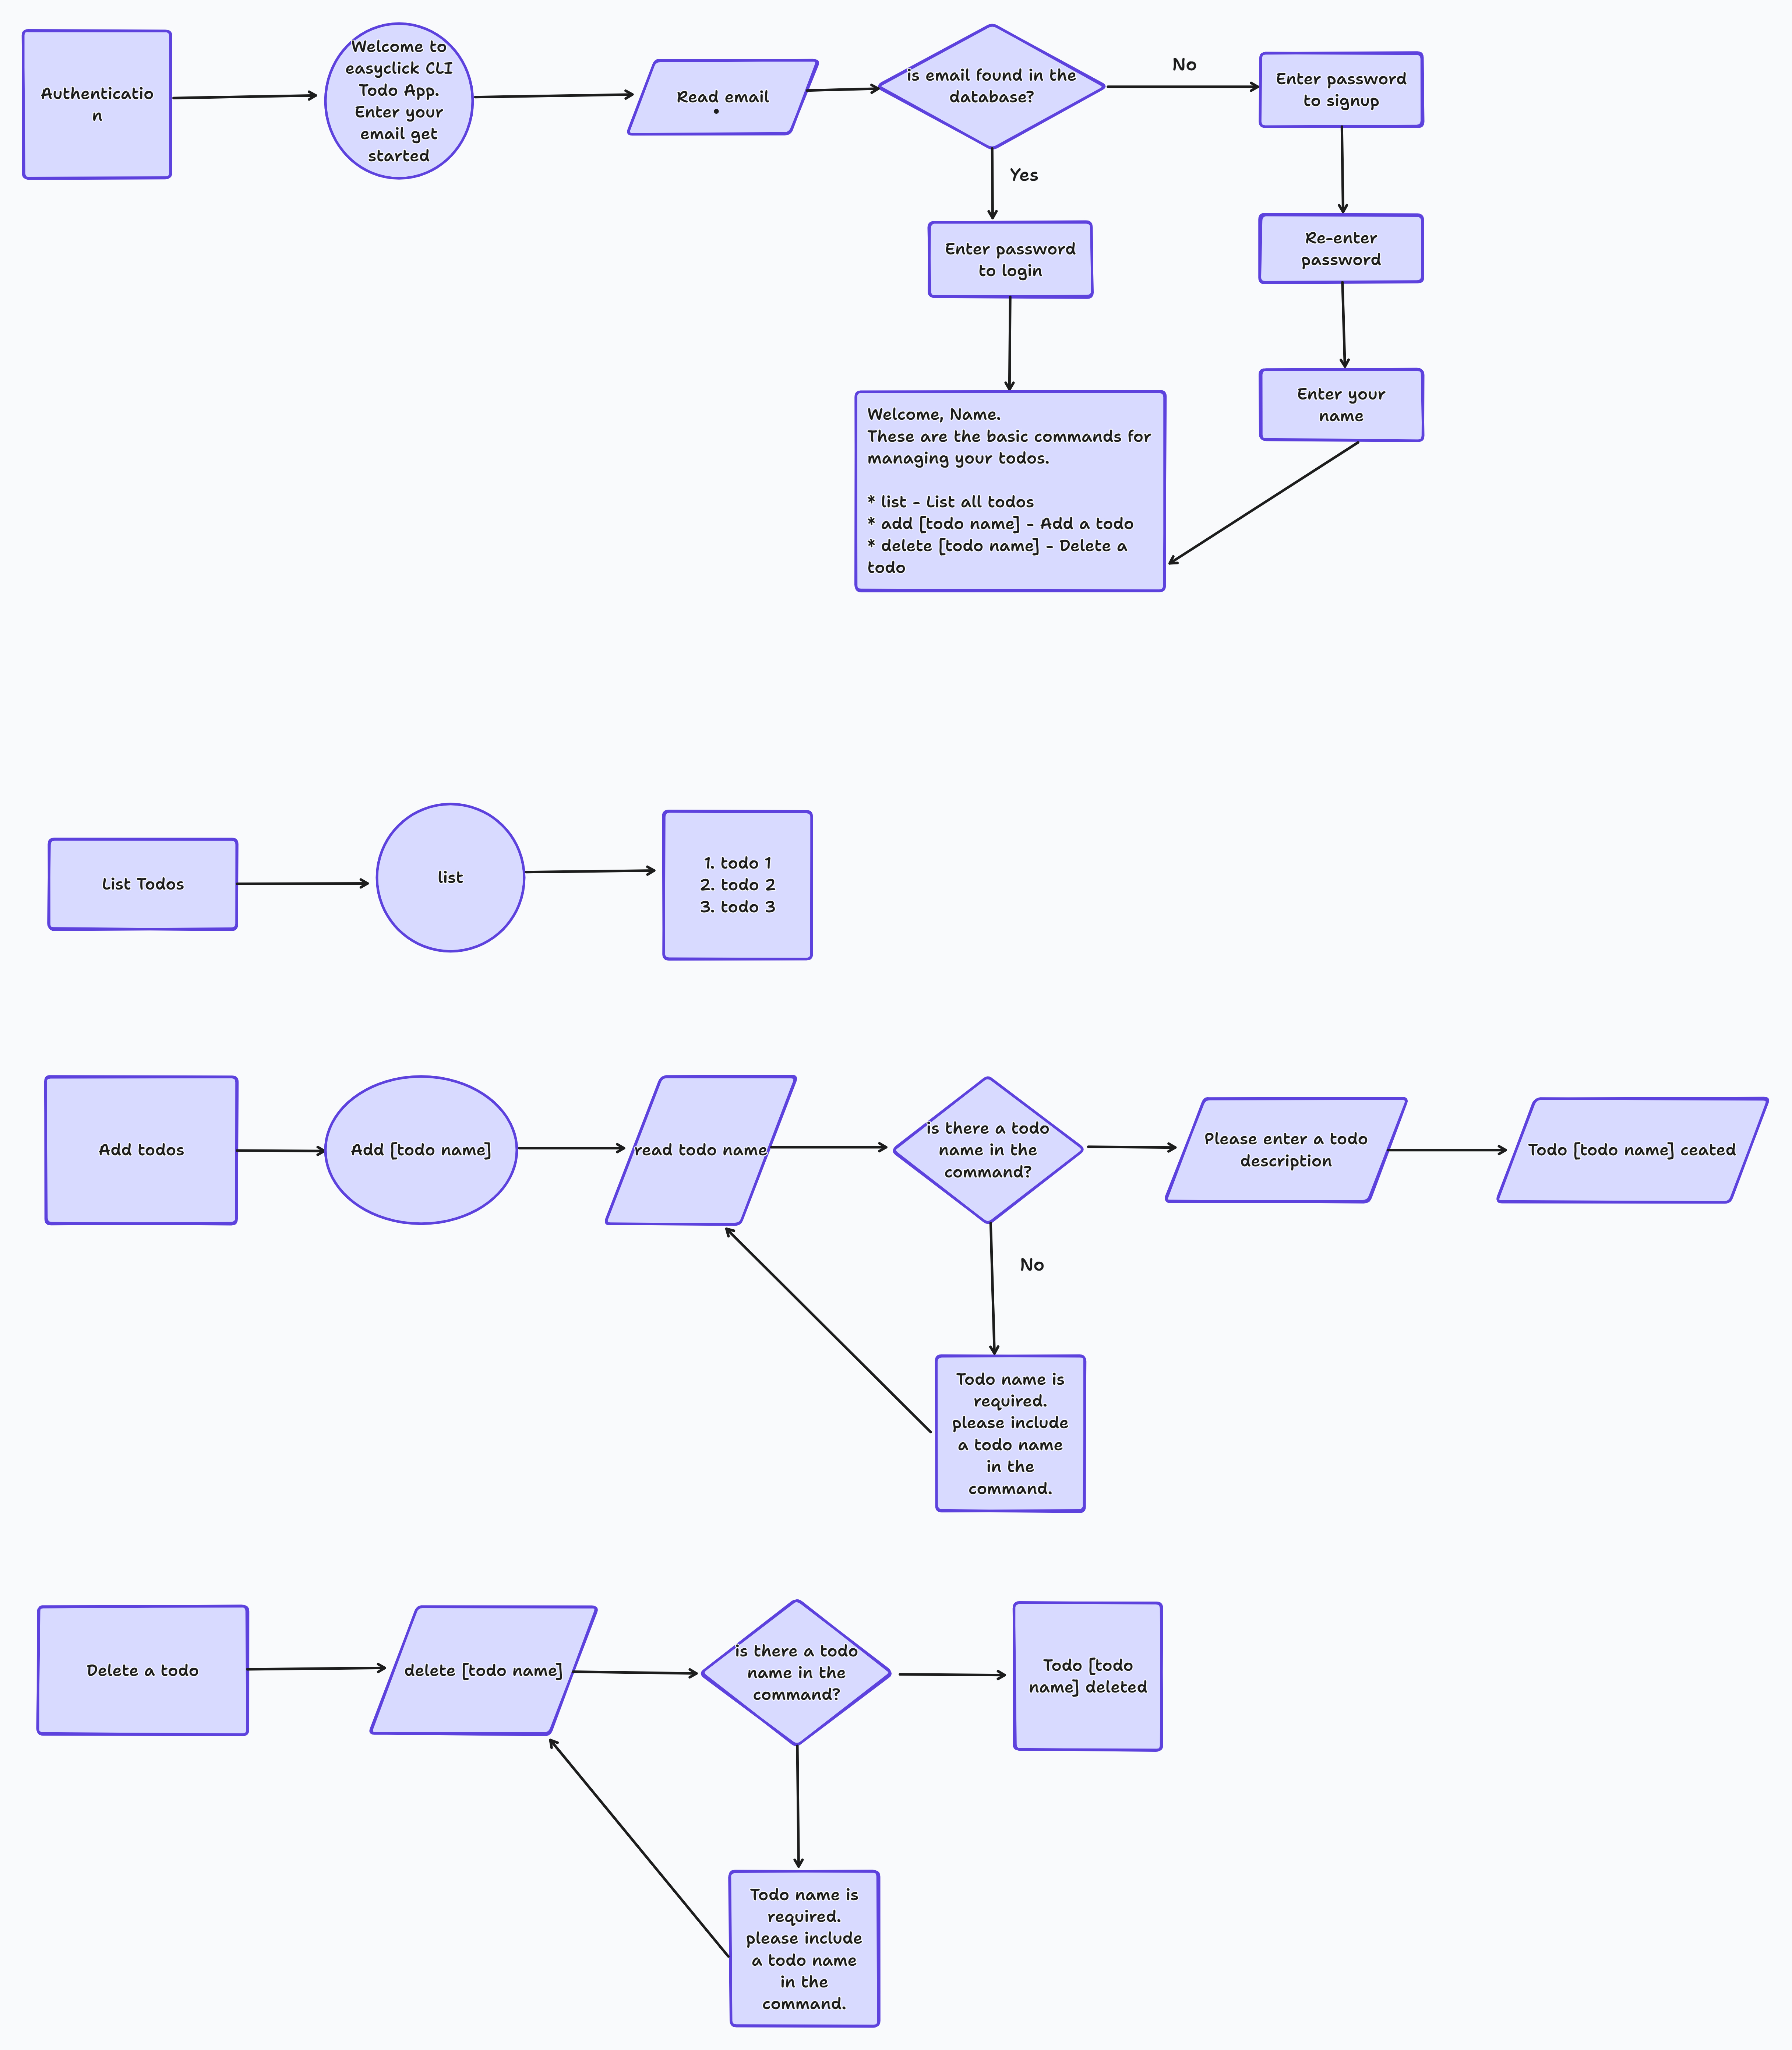 Authenticatio
n
Welcome to
easyclick CLI
Todo App.
Enter your
email get
started
Read email
is email found in the
database?
No
Enter password
to signup
Yes
Enter password
to login
Re-enter
password
Enter your
name
Welcome, Name.
These are the basic commands for
managing your todos.
* list - List all todos
* add [todo name] - Add a todo
* delete [todo name] - Delete a
todo
List Todos
list
1. todo 1
2. todo 2
3. todo 3
Add todos
Add [todo name]
read todo name
is there a todo
name in the
command?
Please enter a todo
description
Todo [todo name] ceated
No
Todo name is
required.
please include
a todo name
in the
command.
Delete a todo
delete [todo name]
is there a todo
name in the
command?
Todo [todo
name] deleted
Todo name is
required.
please include
a todo name
in the
command.